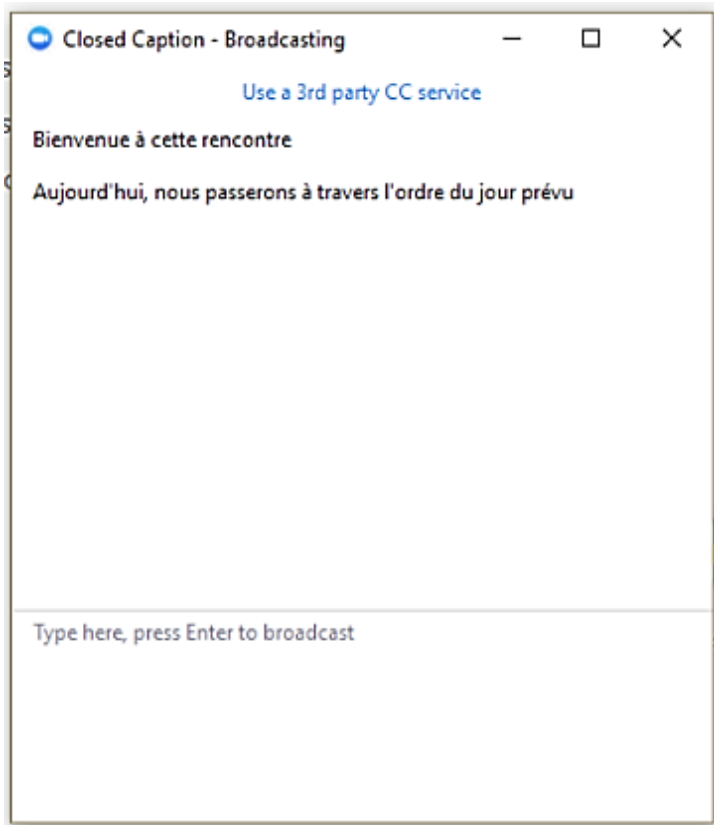 Closed Caption - Broadcasting
Use a 3rd party CC service
Bienvenue à cette rencontre
Aujourd'hui, nous passerons à travers l'ordre du jour prévu
Type here, press Enter to broadcast